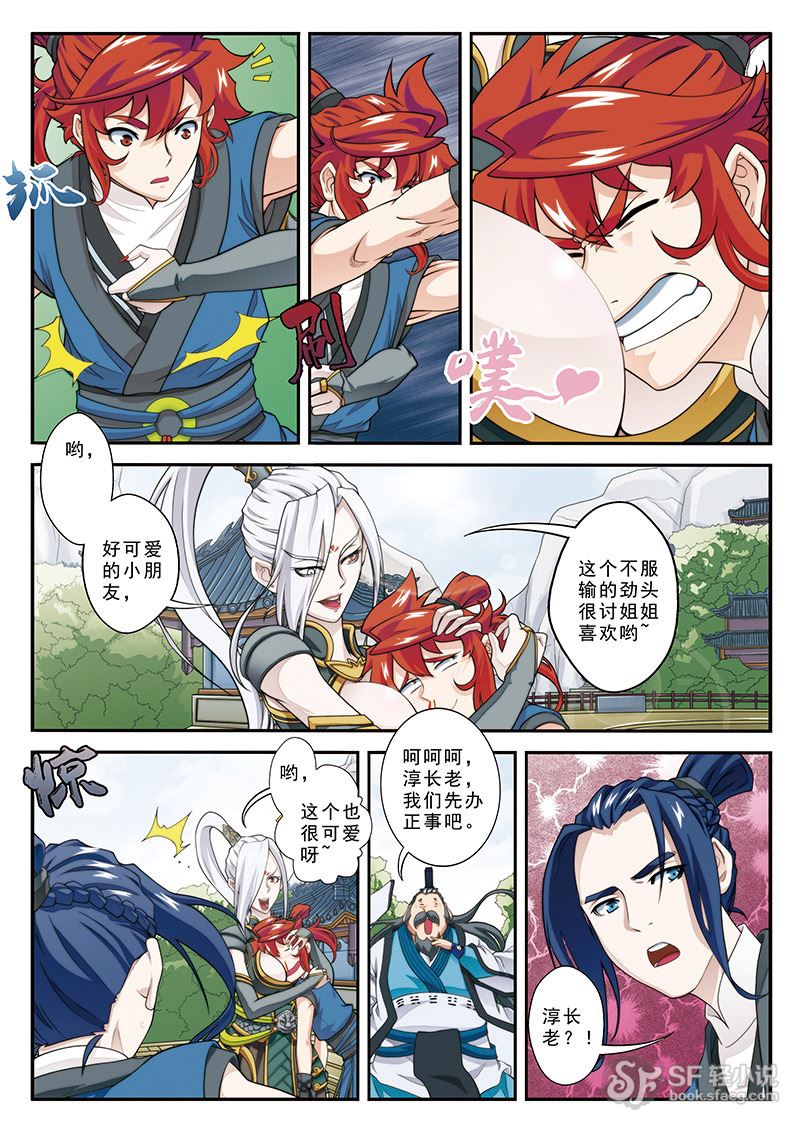 抓
刷
噗
哟，
好可爱
的小朋
友，
这个不服
输的劲头
很讨姐姐
喜欢哟~
惊
哟，
这个也
很可爱
呀~
呵呵呵，
淳长老，
我们先办
正事吧。
淳长
老？！
SF轻小说
book.sfacg.com